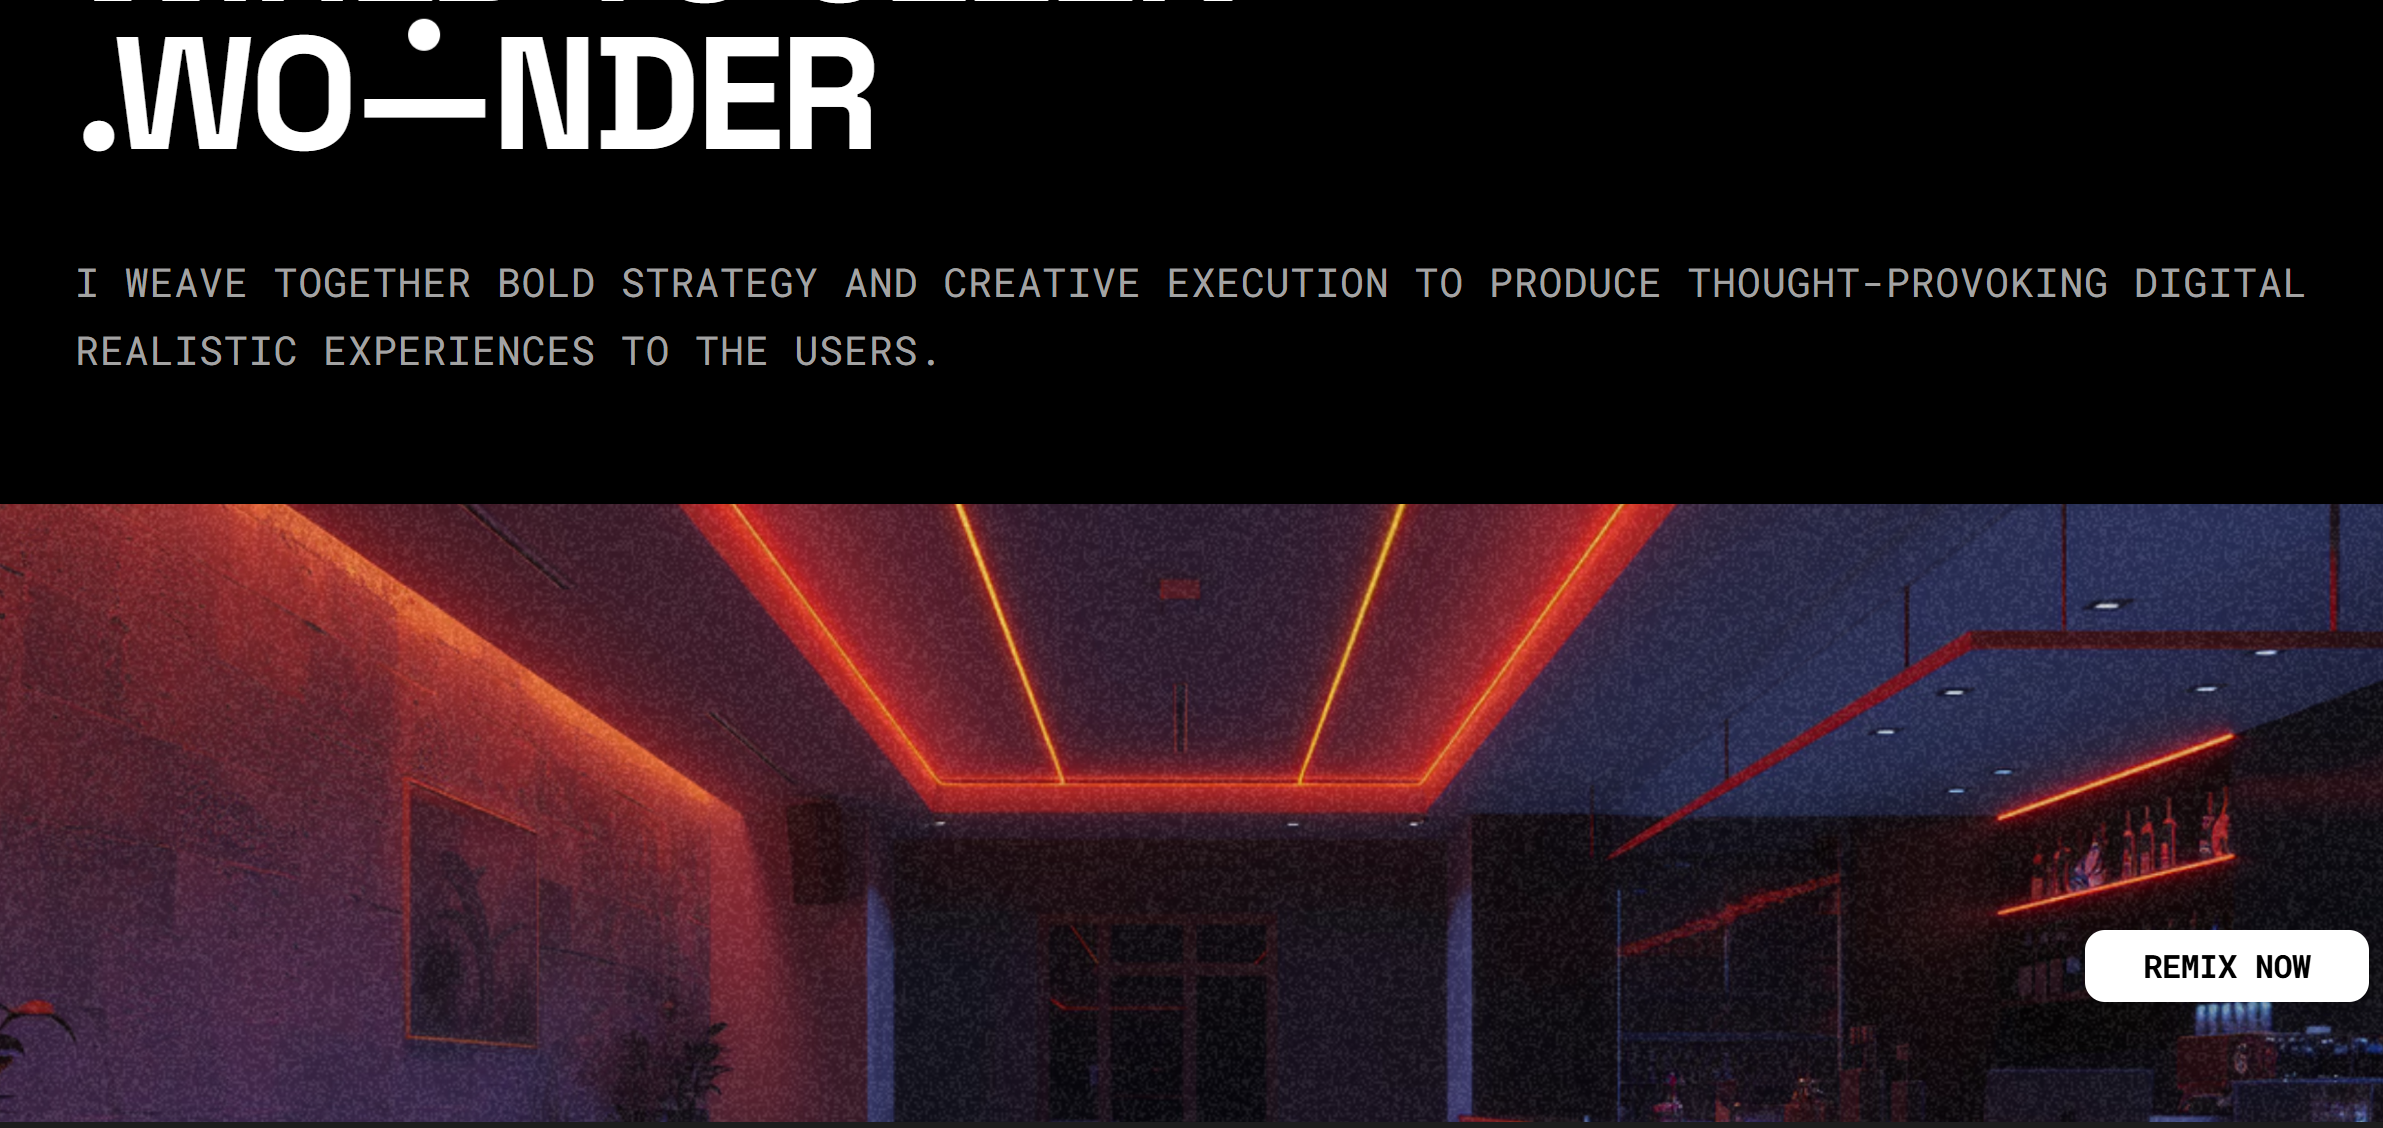 .WO—NDER
I WEAVE TOGETHER BOLD STRATEGY AND CREATIVE EXECUTION TO PRODUCE THOUGHT-PROVOKING DIGITAL
REALISTIC EXPERIENCES TO THE USERS.
REMIX NOW